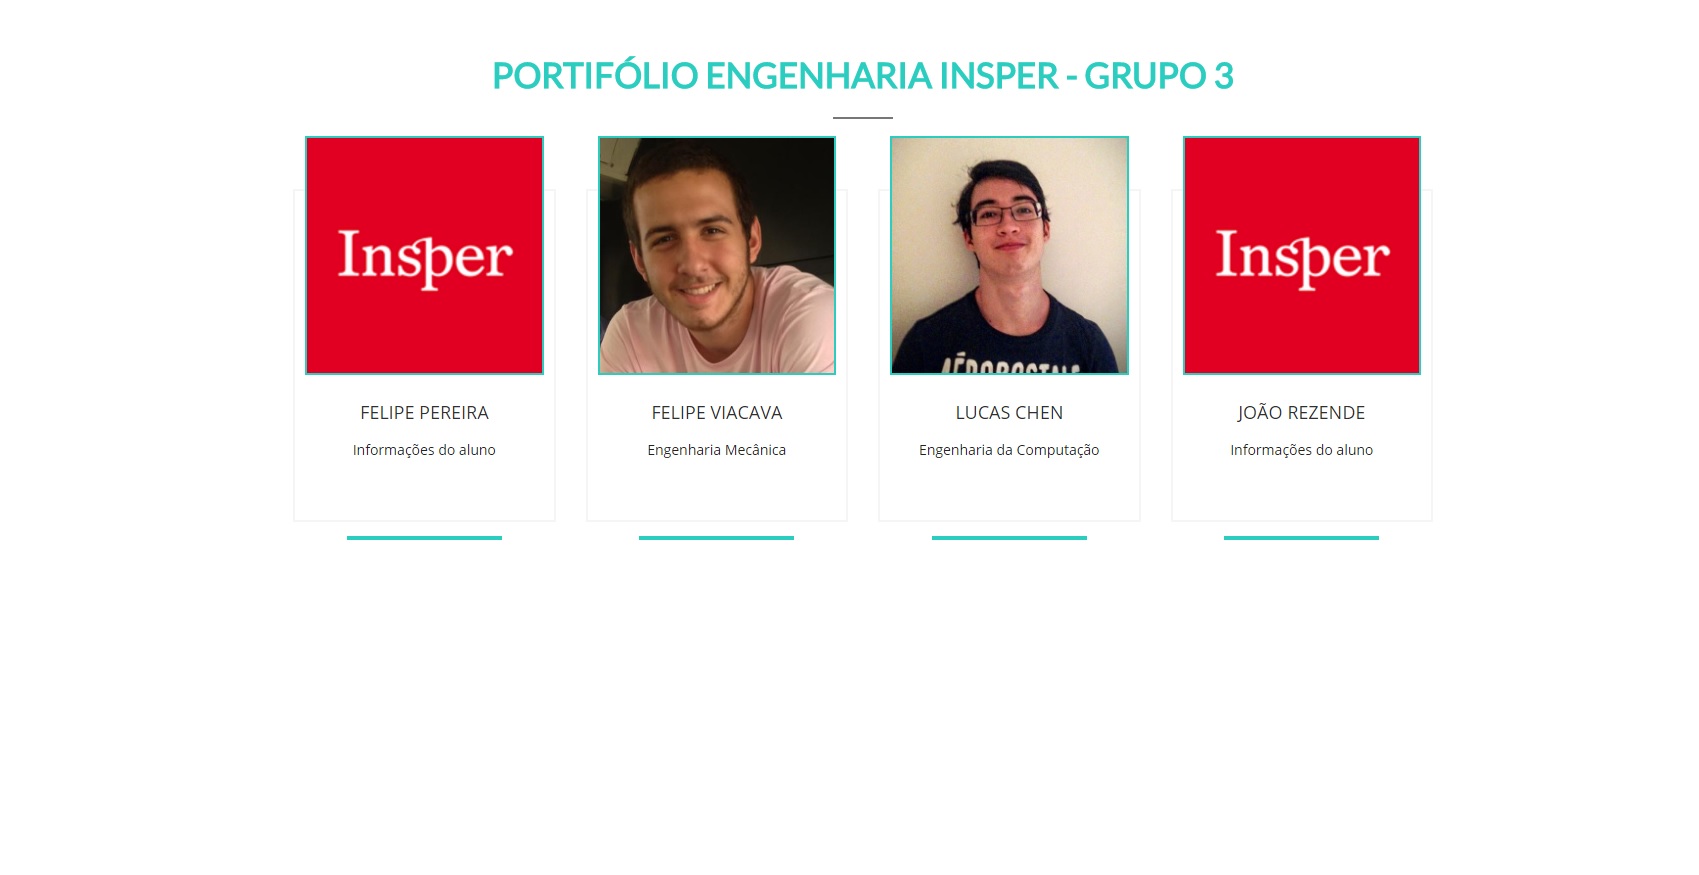 PORTIFÓLIO ENGENHARIA INSPER - GRUPO 3
Insper
Insper
AÉROPOSTALE
FELIPE PEREIRA
FELIPE VIACAVA
LUCAS CHEN
JOÃO REZENDE
Informações do aluno
Engenharia Mecânica
Engenharia da Computação
Informações do aluno